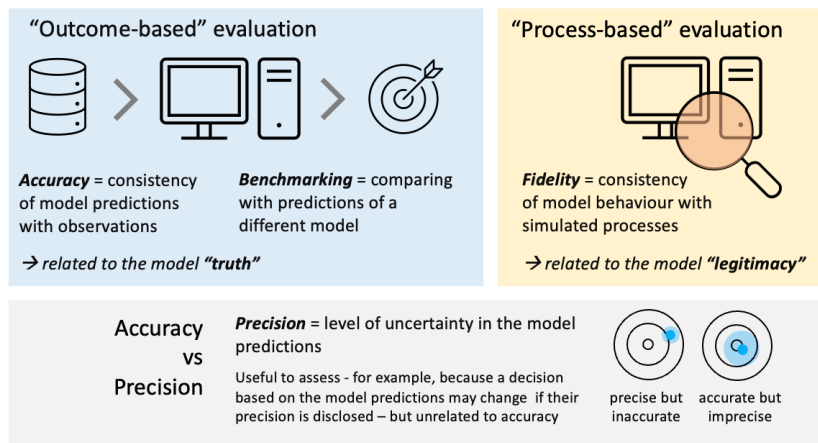 “Outcome-based” evaluation
Accuracy = consistency
of model predictions
with observations
Benchmarking = comparing
with predictions of a
different model
→ related to the model “truth”
“Process-based” evaluation
Fidelity = consistency
of model behaviour with
simulated processes
→ related to the model “legitimacy”
Accuracy
vs
Precision
Precision = level of uncertainty in the model
predictions
Useful to assess - for example, because a decision
based on the model predictions may change if their
precision is disclosed – but unrelated to accuracy
precise but
inaccurate
accurate but
imprecise